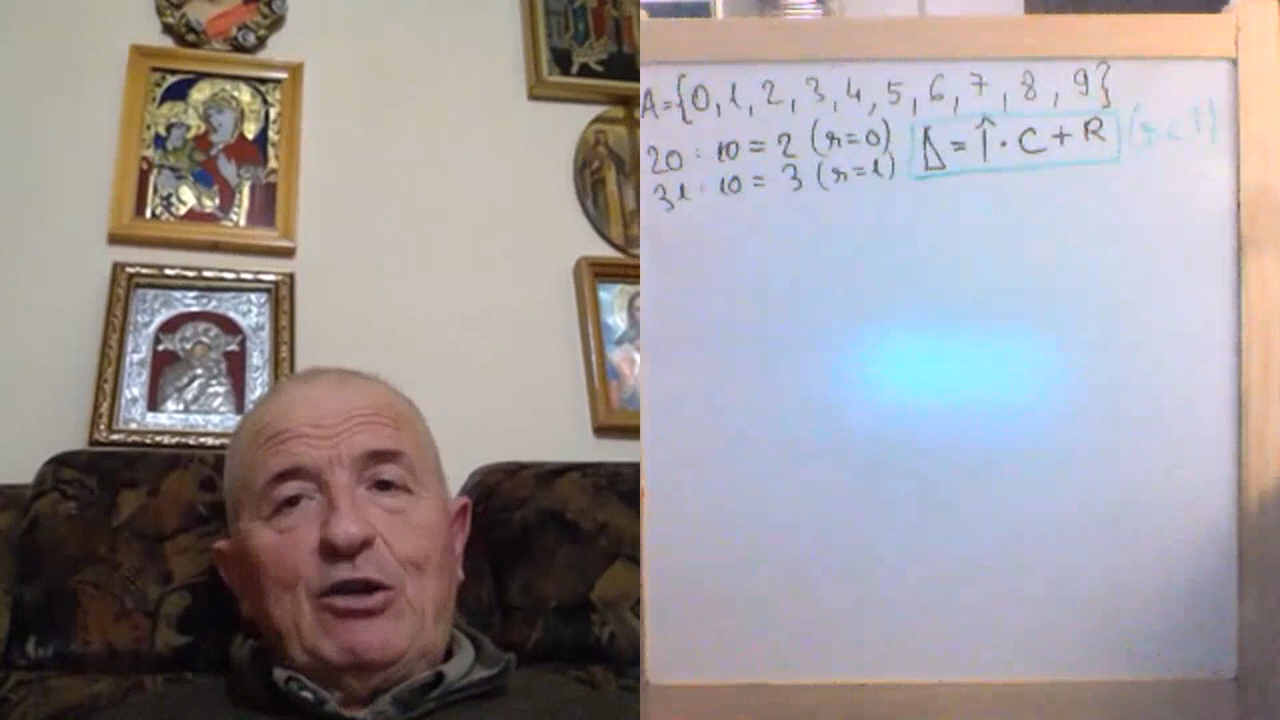 A={0, 1, 2, 3, 4, 5, 6, 7, 8, 9}
20 : 10 = 2 (r=0) D = Î · C + R (r < Î)
31 : 10 = 3 (r=1)